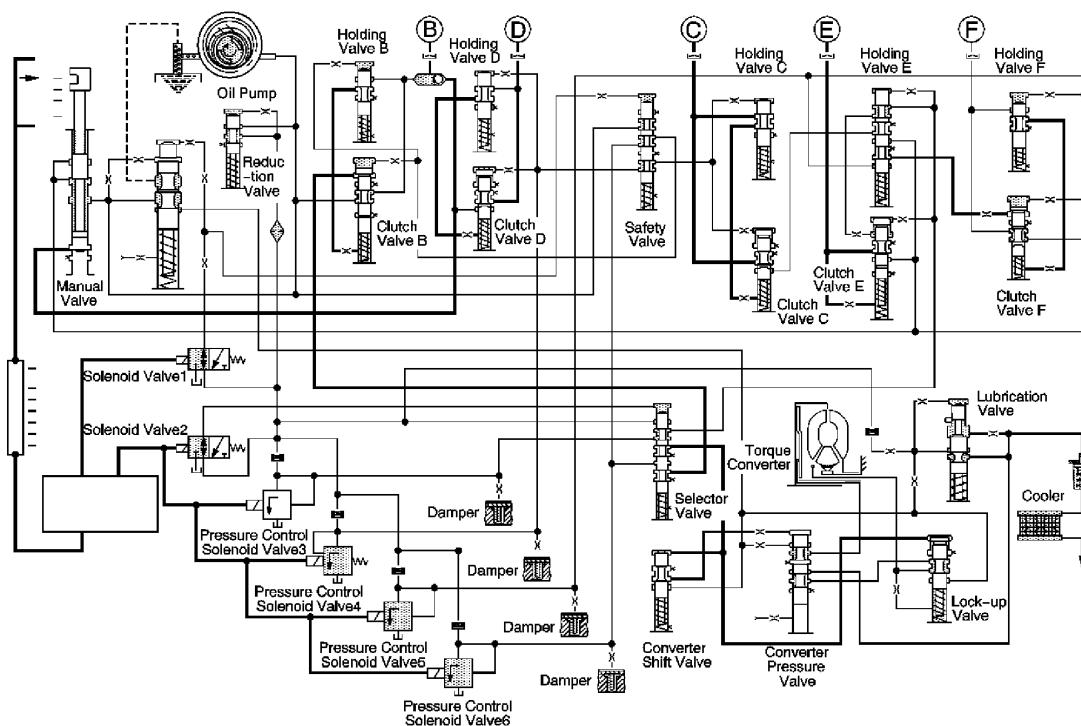 B
D
C
E
F
Holding
Valve B
Holding
Valve D
Holding
Valve C
Holding
Valve E
Holding
Valve F
Oil Pump
Reduc
-tion
Valve
Clutch
Valve B
Clutch
Valve D
Safety
Valve
Clutch
Valve C
Clutch
Valve E
Clutch
Valve F
Manual
Valve
Solenoid Valve1
Solenoid Valve2
Lubrication
Valve
Torque
Converter
Selector
Valve
Cooler
Damper
Pressure Control
Solenoid Valve3
Damper
Pressure Control
Solenoid Valve4
Damper
Pressure Control
Solenoid Valve5
Damper
Pressure Control
Solenoid Valve6
Converter
Shift Valve
Converter
Pressure
Valve
Lock-up
Valve